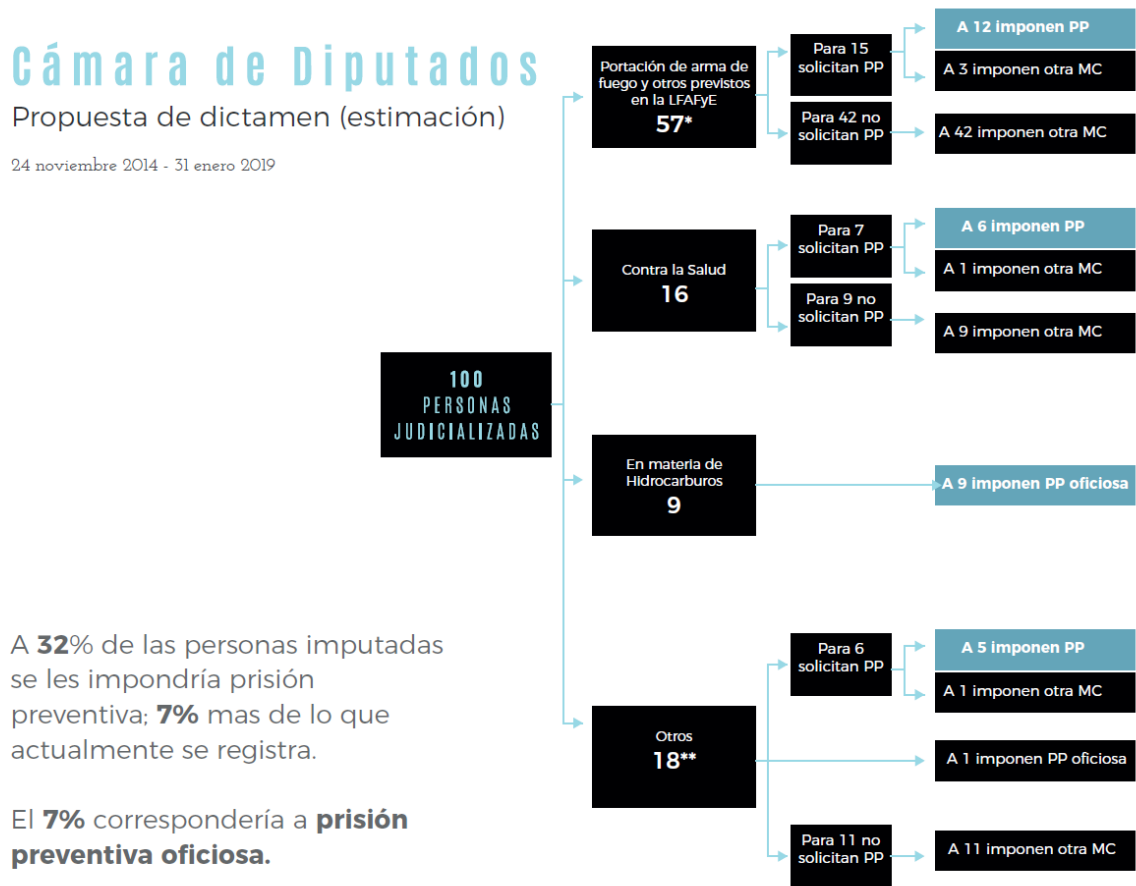 Cámara de Diputados
Propuesta de dictamen (estimación)
24 noviembre 2014 - 31 enero 2019
100
PERSONAS
JUDICIALIZADAS
Portación de arma de
fuego y otros previstos
en la LFAFyE
57*
Para 15
solicitan PP
A 12 imponen PP
A 3 imponen otra MC
Para 42 no
solicitan PP
A 42 imponen otra MC
Contra la Salud
16
Para 7
solicitan PP
A 6 imponen PP
A 1 imponen otra MC
Para 9 no
solicitan PP
A 9 imponen otra MC
En materia de
Hidrocarburos
9
A 9 imponen PP oficiosa
Otros
18**
Para 6
solicitan PP
A 5 imponen PP
A 1 imponen otra MC
A 1 imponen PP oficiosa
Para 11 no
solicitan PP
A 11 imponen otra MC
A 32% de las personas imputadas
se les impondría prisión
preventiva; 7% mas de lo que
actualmente se registra.
El 7% correspondería a prisión
preventiva oficiosa.